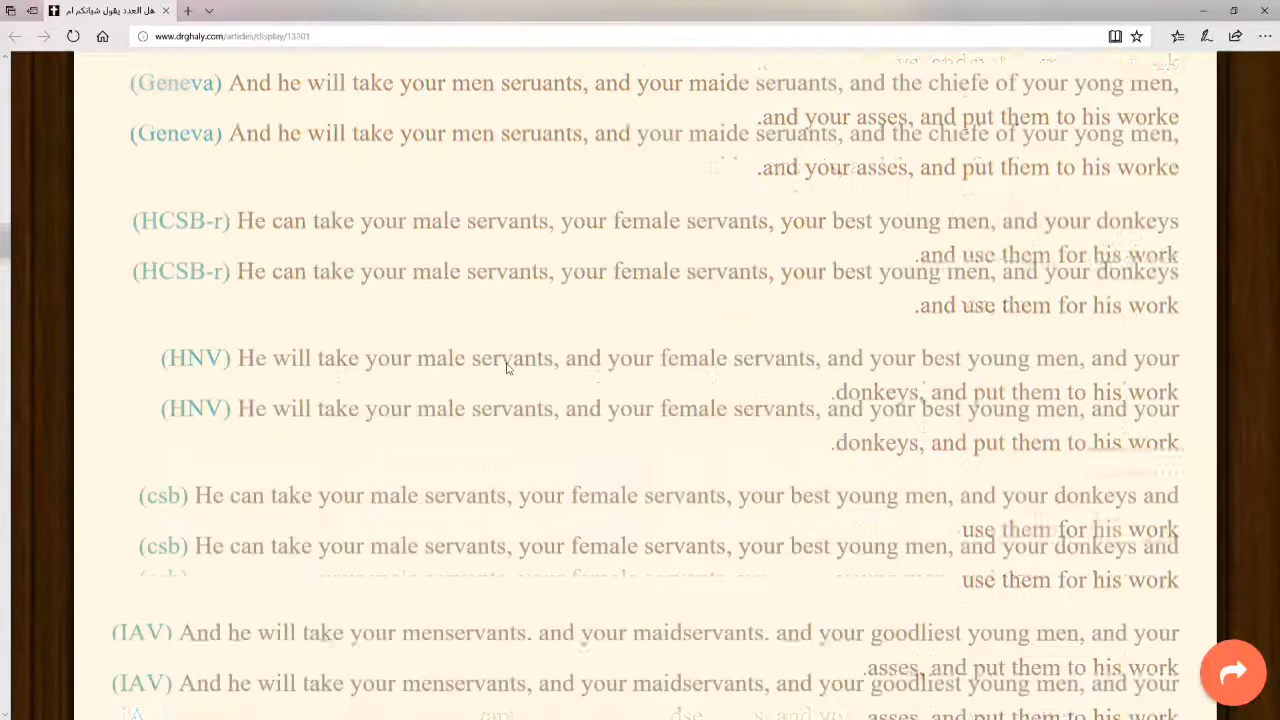 هل العدد يقول شبانكم ام
www.drghaly.com/articles/display/13201
(Geneva) And he will take your men seruants, and your maide seruants, and the chiefe of your yong men,
.and your asses, and put them to his worke
(Geneva) And he will take your men seruants, and your maide seruants, and the chiefe of your yong men,
.and your asses, and put them to his worke
(HCSB-r) He can take your male servants, your female servants, your best young men, and your donkeys
.and use them for his work
(HCSB-r) He can take your male servants, your female servants, your best young men, and your donkeys
.and use them for his work
(HNV) He will take your male servants, and your female servants, and your best young men, and your
.donkeys, and put them to his work
(HNV) He will take your male servants, and your female servants, and your best young men, and your
.donkeys, and put them to his work
(csb) He can take your male servants, your female servants, your best young men, and your donkeys and
use them for his work
(csb) He can take your male servants, your female servants, your best young men, and your donkeys and
use them for his work
(IAV) And he will take your menservants. and your maidservants. and your goodliest young men, and your
.asses, and put them to his work
(IAV) And he will take your menservants, and your maidservants, and your goodliest young men, and your
asses, and put them to his work